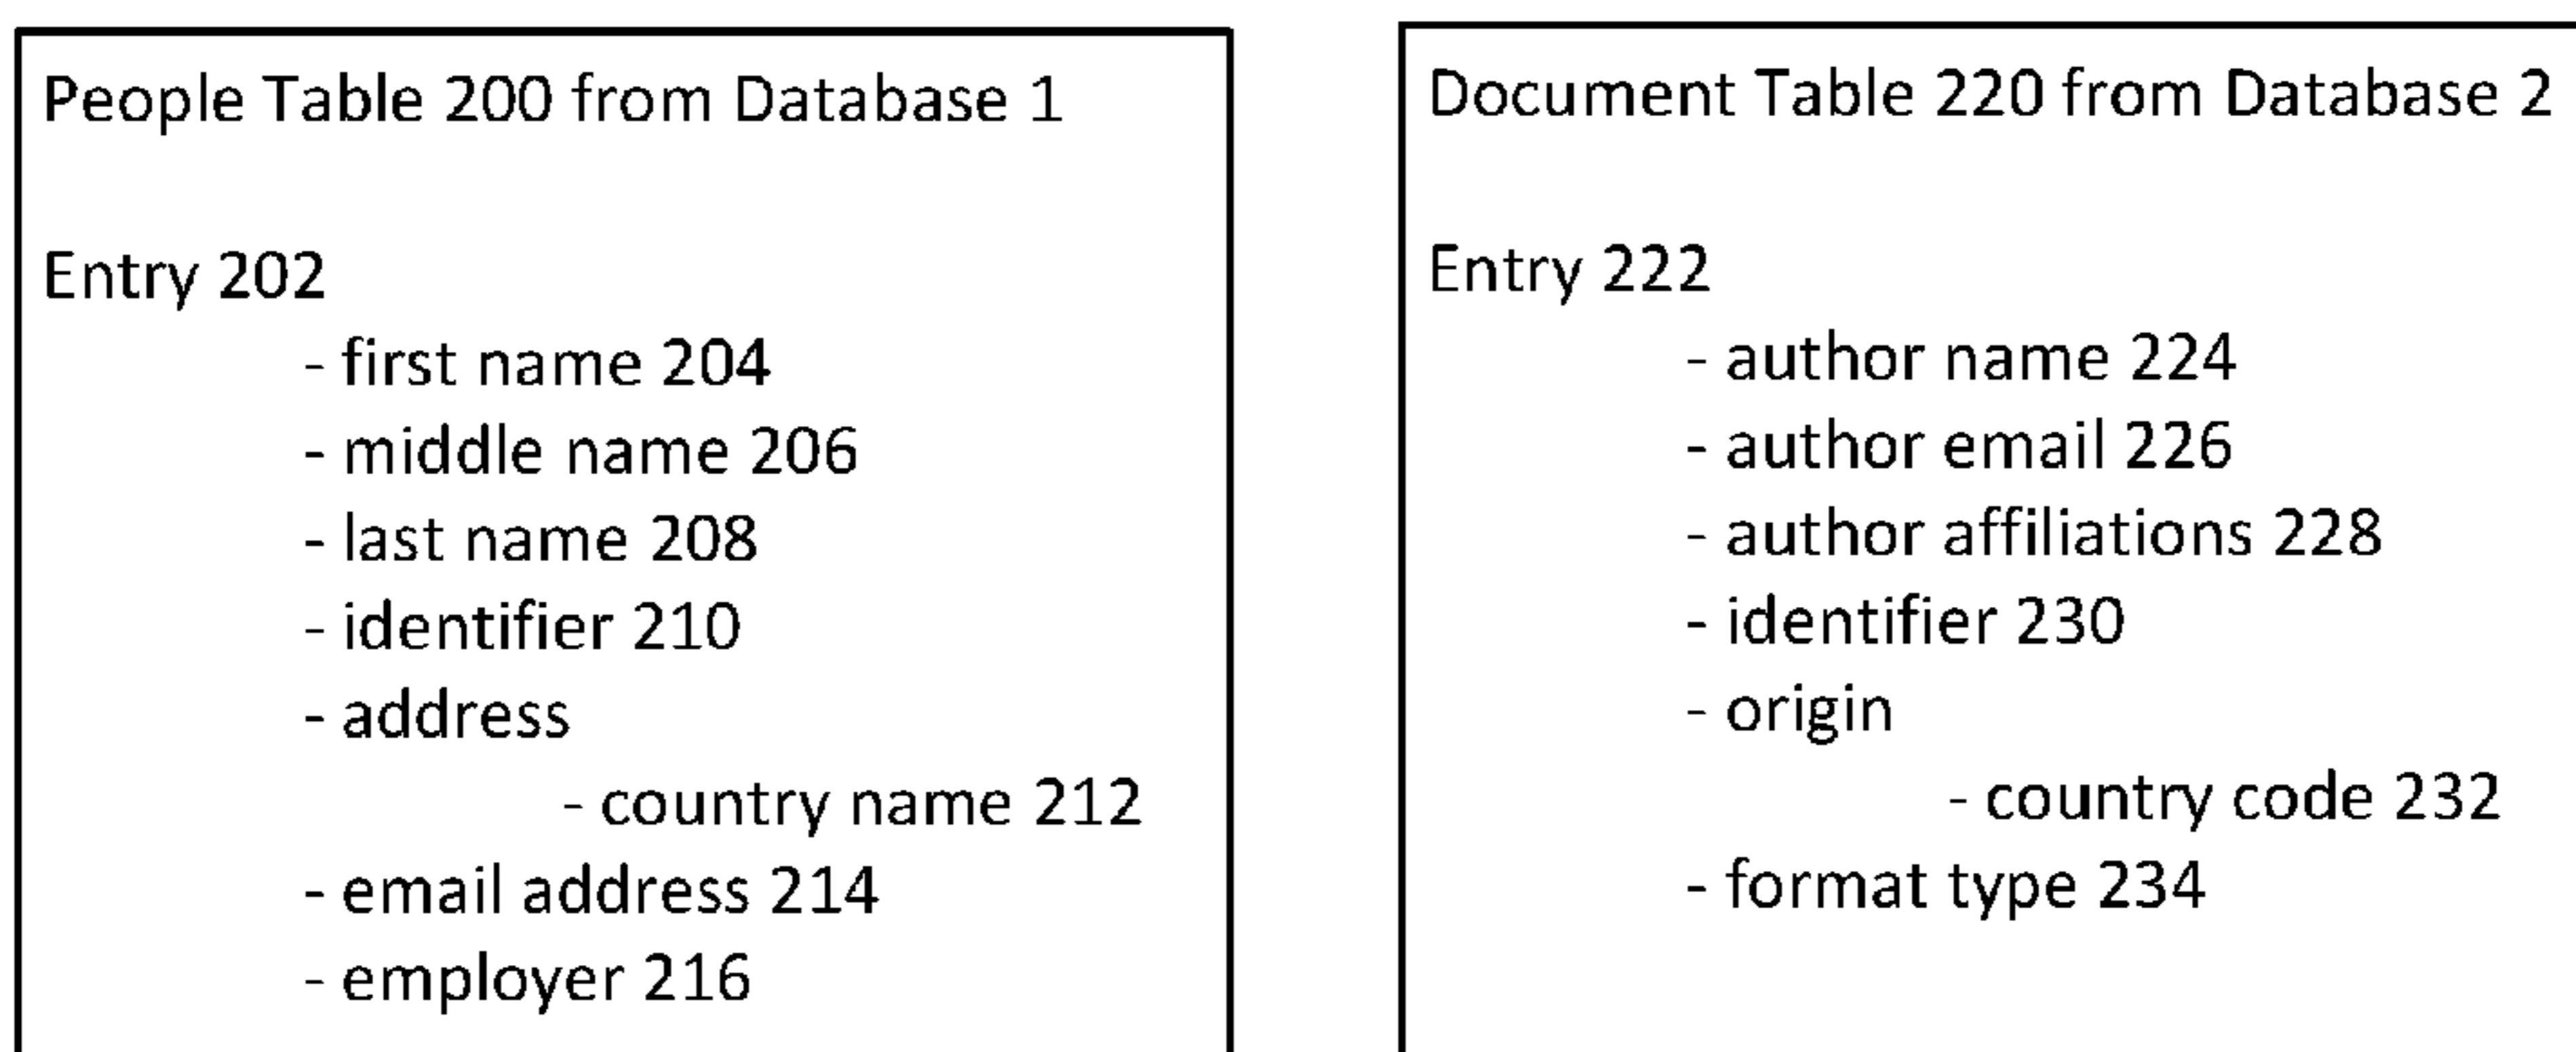 People Table 200 from Database 1
Entry 202
- first name 204
- middle name 206
- last name 208
- identifier 210
- address
- country name 212
- email address 214
- employer 216
Document Table 220 from Database 2
Entry 222
- author name 224
- author email 226
- author affiliations 228
- identifier 230
- origin
- country code 232
- format type 234